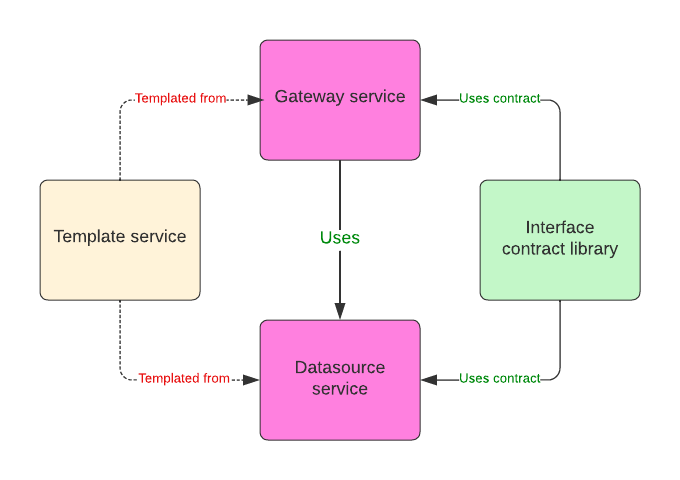 Gateway service
Templated from
Uses contract
Template service
Uses
Interface
contract library
Datasource
service
Templated from
Uses contract